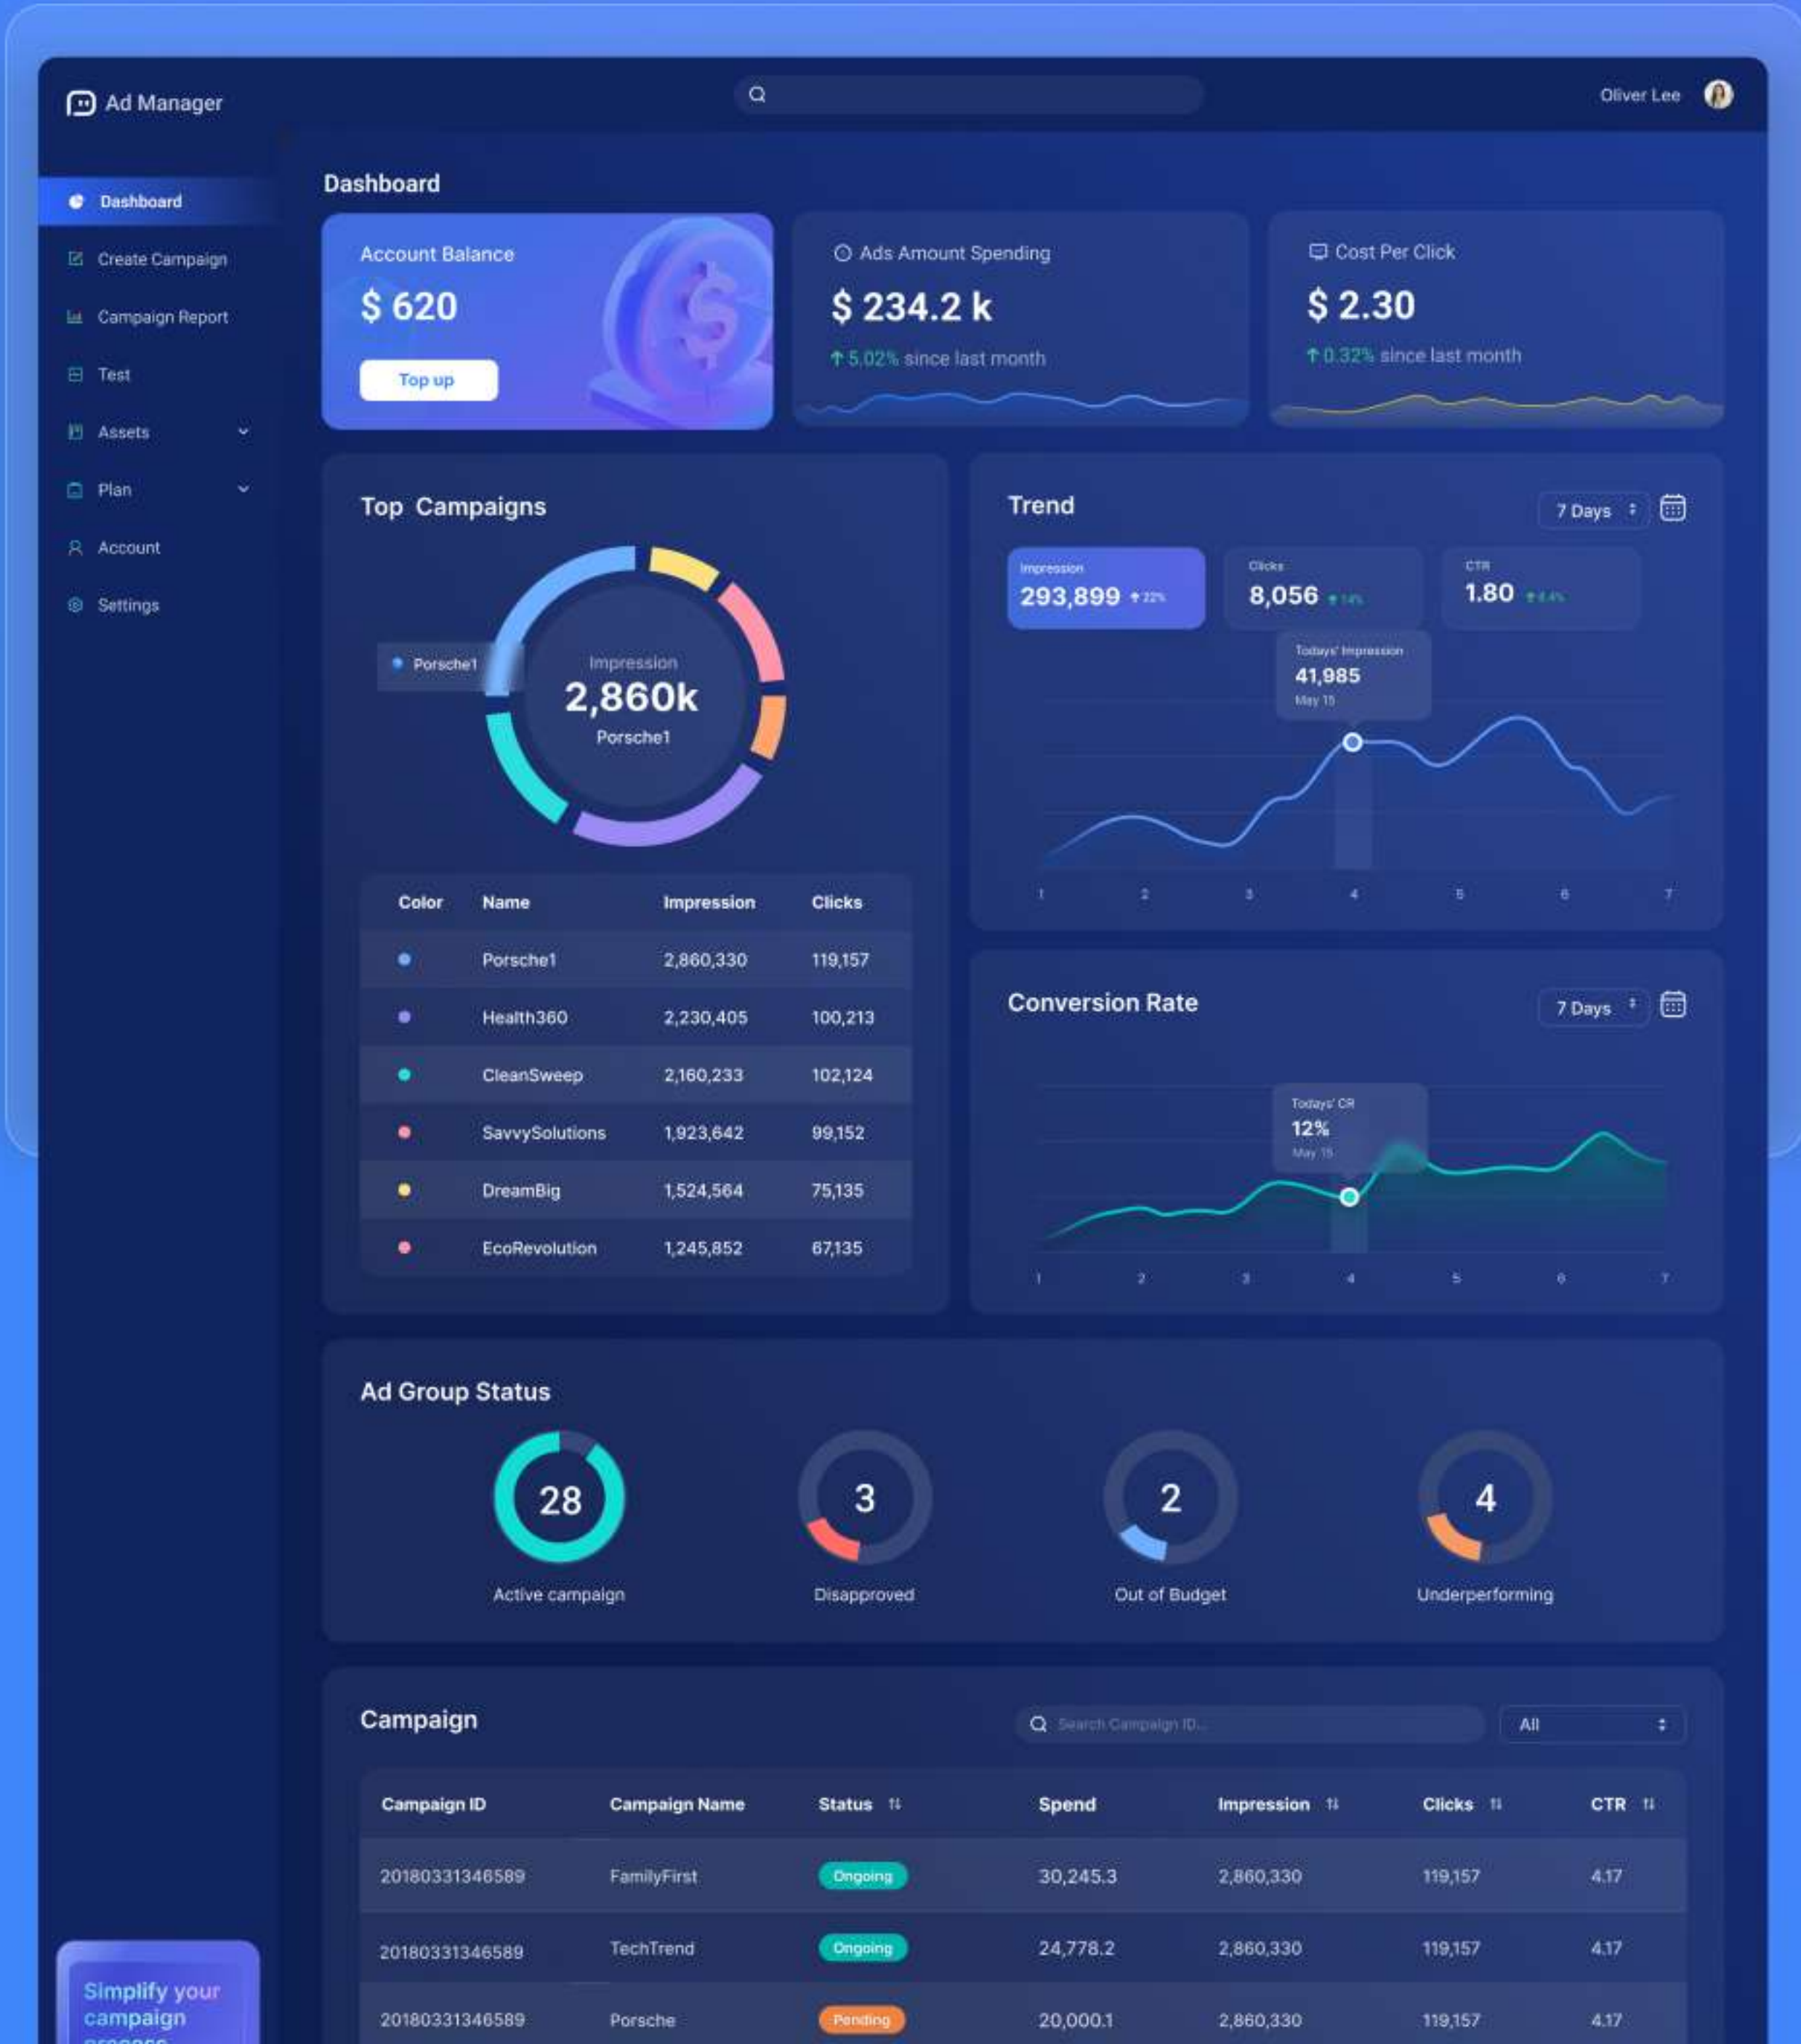 Ad Manager
Oliver Lee
Dashboard
Create Campaign
Campaign Report
Test
Assets
Plan
Account
Settings
Simplify your
campaign
process
Dashboard
Account Balance
$ 620
Top up
Ads Amount Spending
$ 234.2 k
5.02% since last month
Cost Per Click
$ 2.30
0.32% since last month
Top Campaigns
Porsche1
Impression
2,860k
Porsche1
Color Name Impression Clicks
Porsche1 2,860,330 119,157
Health360 2,230,405 100,213
CleanSweep 2,160,233 102,124
SavvySolutions 1,923,642 99,152
DreamBig 1,524,564 75,135
EcoRevolution 1,245,852 67,135
Trend
7 Days
Impression
293,899 22%
Clicks
8,056 14%
CTR
1.80
Todays' Impression
41,985
May 15
1 2 3 4 5 6 7
Conversion Rate
7 Days
Todays' CR
12%
May 15
1 2 3 4 5 6 7
Ad Group Status
28
Active campaign
3
Disapproved
2
Out of Budget
4
Underperforming
Campaign
Search Campaign ID...
All
Campaign ID Campaign Name Status Spend Impression Clicks CTR
20180331346589 FamilyFirst Ongoing 30,245.3 2,860,330 119,157 4.17
20180331346589 TechTrend Ongoing 24,778.2 2,860,330 119,157 4.17
20180331346589 Porsche Pending 20,000.1 2,860,330 119,157 4.17